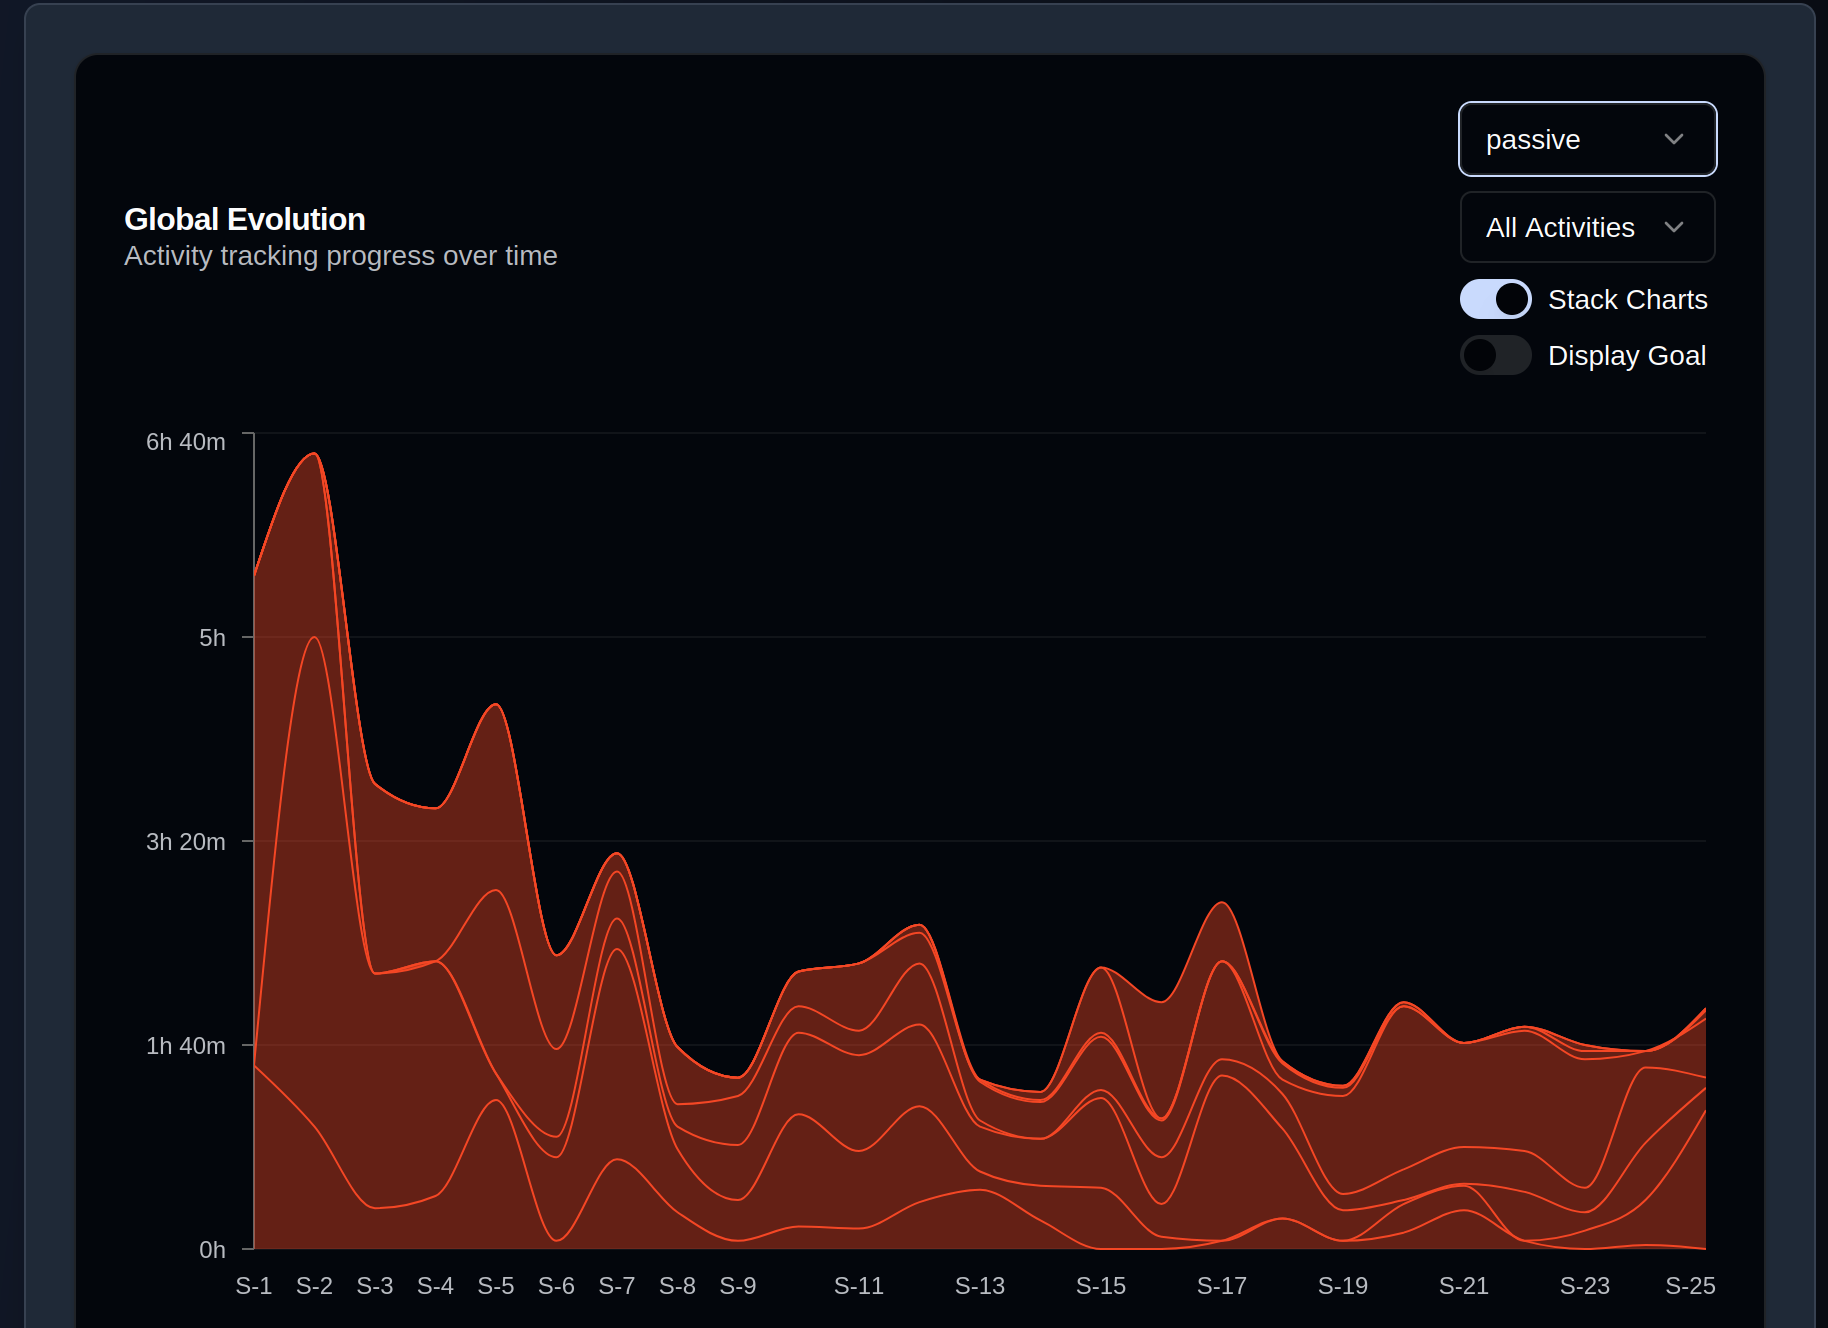 passive
All Activities
Global Evolution
Activity tracking progress over time
Stack Charts
Display Goal
6h 40m
5h
3h 20m
1h 40m
0h
S-1 S-2 S-3 S-4 S-5 S-6 S-7 S-8 S-9 S-11 S-13 S-15 S-17 S-19 S-21 S-23 S-25